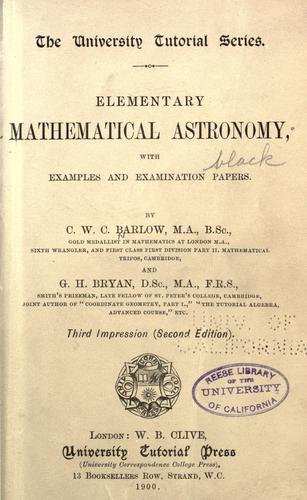 The University Tutorial Series.
ELEMENTARY
MATHEMATICAL ASTRONOMY,
WITH
black
EXAMPLES AND EXAMINATION PAPERS.
BY
C. W. C. BARLOW, M.A., B.Sc.,
GOLD MEDALLIST IN MATHEMATICS AT LONDON M.A.,
SIXTH WRANGLER, AND FIRST CLASS FIRST DIVISION PART II. MATHEMATICAL
TRIPOS, CAMBRIDGE,
AND
G. H. BRYAN, D.Sc., M.A., F.R.S.,
SMITH'S PRIZEMAN, LATE FELLOW OF ST. PETER'S COLLEGE, CAMBRIDGE,
JOINT AUTHOR OF "COORDINATE GEOMETRY, PART I.," "THE TUTORIAL ALGEBRA,
ADVANCED COURSE," ETC.
Third Impression (Second Edition).
REESE LIBRARY
OF THE
UNIVERSITY
OF CALIFORNIA
LONDON: W. B. CLIVE,
University Tutorial Press
(University Correspondence College Press),
13 BOOKSELLERS ROW, STRAND, W.C.
1900.